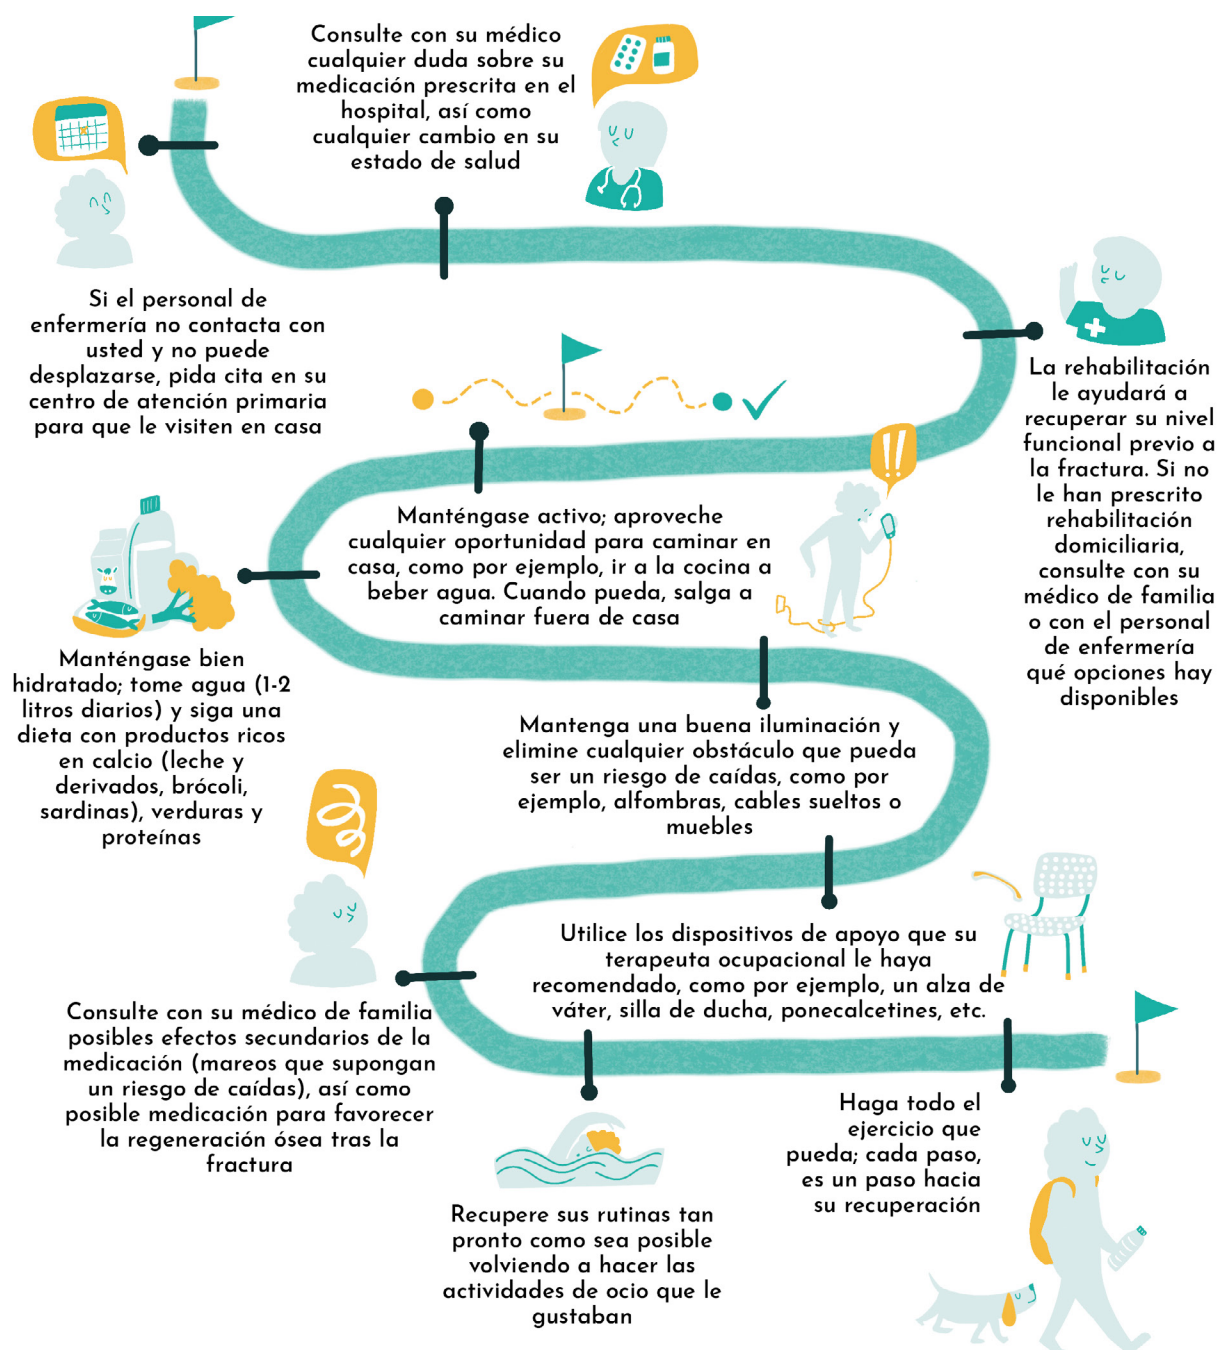 Consulte con su médico
cualquier duda sobre su
medicación prescrita en el
hospital, así como
cualquier cambio en su
estado de salud
Si el personal de
enfermería no contacta con
usted y no puede
desplazarse, pida cita en su
centro de atención primaria
para que le visiten en casa
La rehabilitación
le ayudará a
recuperar su nivel
funcional previo a
la fractura. Si no
le han prescrito
rehabilitación
domiciliaria,
consulte con su
médico de familia
o con el personal
de enfermería
qué opciones hay
disponibles
!!
Manténgase activo; aproveche
cualquier oportunidad para caminar en
casa, como por ejemplo, ir a la cocina a
beber agua. Cuando pueda, salga a
caminar fuera de casa
Manténgase bien
hidratado; tome agua (1-2
litros diarios) y siga una
dieta con productos ricos
en calcio (leche y
derivados, brócoli,
sardinas), verduras y
proteínas
Mantenga una buena iluminación y
elimine cualquier obstáculo que pueda
ser un riesgo de caídas, como por
ejemplo, alfombras, cables sueltos o
muebles
Utilice los dispositivos de apoyo que su
terapeuta ocupacional le haya
recomendado, como por ejemplo, un alza de
váter, silla de ducha, ponecalcetines, etc.
Consulte con su médico de familia
posibles efectos secundarios de la
medicación (mareos que supongan
un riesgo de caídas), así como
posible medicación para favorecer
la regeneración ósea tras la
fractura
Recupere sus rutinas tan
pronto como sea posible
volviendo a hacer las
actividades de ocio que le
gustaban
Haga todo el
ejercicio que
pueda; cada paso,
es un paso hacia
su recuperación